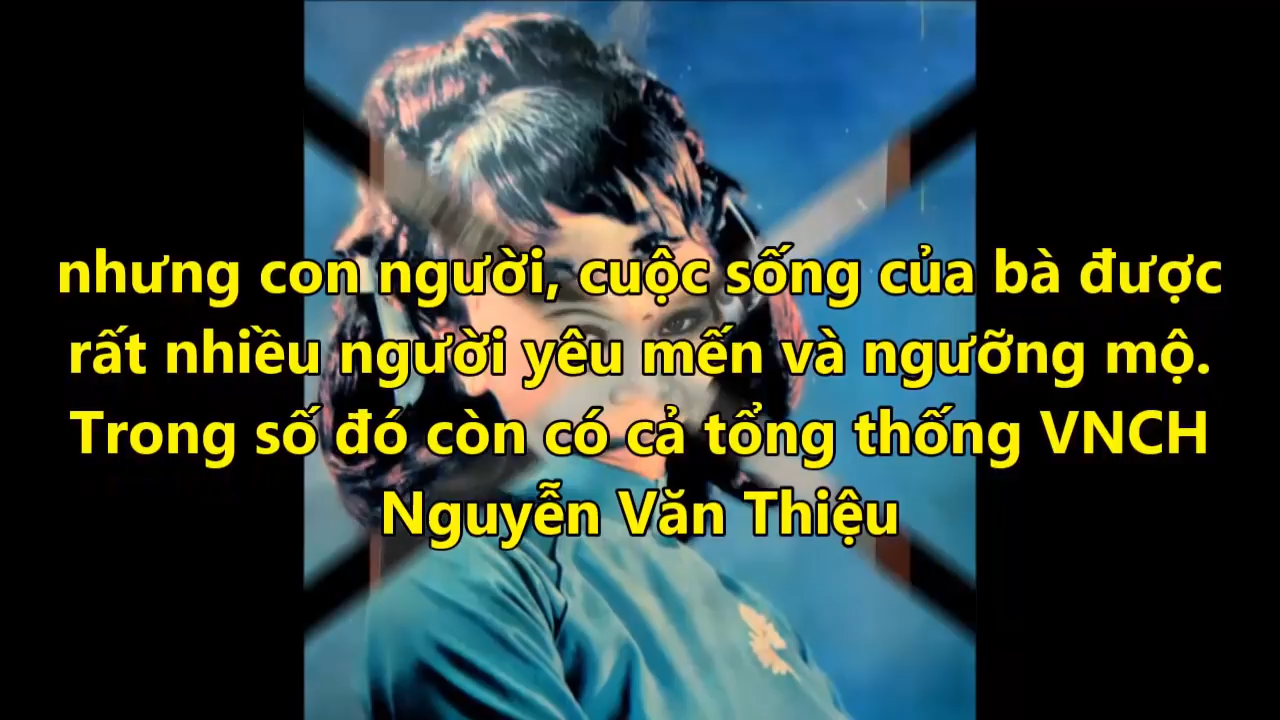 nhưng con người, cuộc sống của bà được
rất nhiều người yêu mến và ngưỡng mộ.
Trong số đó còn có cả tổng thống VNCH
Nguyễn Văn Thiệu